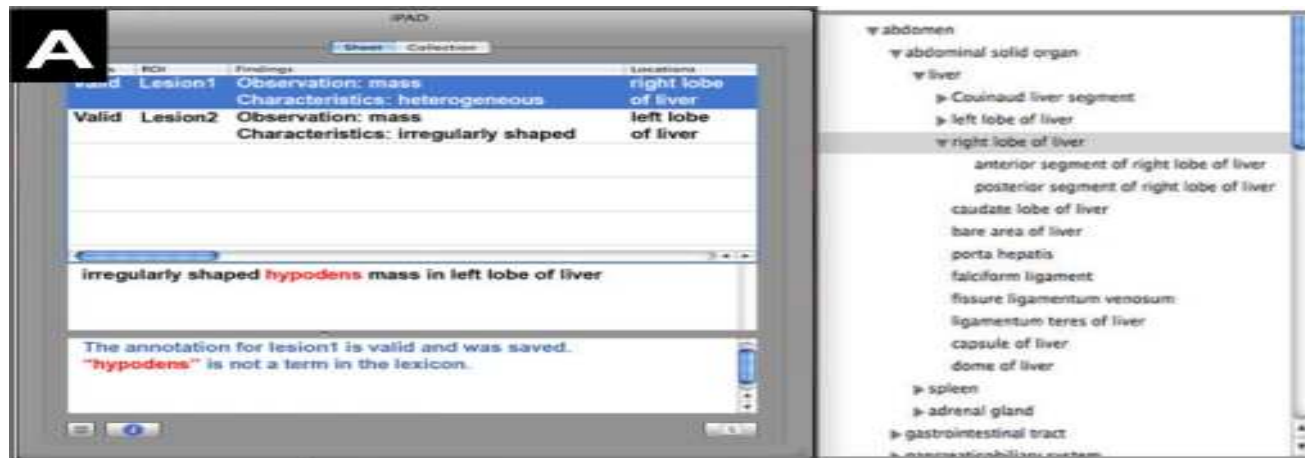 A
iPAD
Sheet Collection
ROI Findings Locations
Valid Lesion1 Observation: mass right lobe
Characteristics: heterogeneous of liver
Valid Lesion2 Observation: mass left lobe
Characteristics: irregularly shaped of liver
irregularly shaped hypodens mass in left lobe of liver
The annotation for lesion1 is valid and was saved.
"hypodens" is not a term in the lexicon.
abdomen
abdominal solid organ
liver
Couinaud liver segment
left lobe of liver
right lobe of liver
anterior segment of right lobe of liver
posterior segment of right lobe of liver
caudate lobe of liver
bare area of liver
porta hepatis
falciform ligament
fissure ligamentum venosum
ligamentum teres of liver
capsule of liver
dome of liver
spleen
adrenal gland
gastrointestinal tract
pancreaticobiliary system